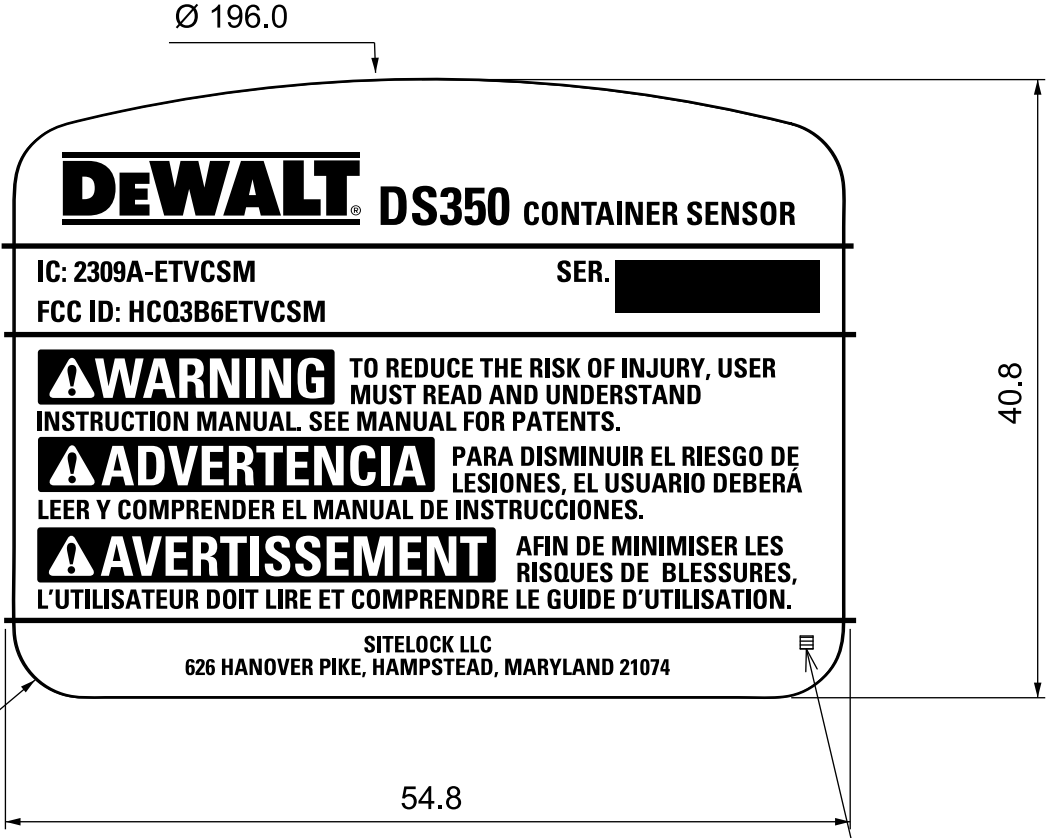 Ø 196.0
DEWALT® DS350 CONTAINER SENSOR
IC: 2309A-ETVCSM SER.
FCC ID: HCQ3B6ETVCSM
WARNING TO REDUCE THE RISK OF INJURY, USER
MUST READ AND UNDERSTAND
INSTRUCTION MANUAL. SEE MANUAL FOR PATENTS.
ADVERTENCIA PARA DISMINUIR EL RIESGO DE
LESIONES, EL USUARIO DEBERÁ
LEER Y COMPRENDER EL MANUAL DE INSTRUCCIONES.
AVERTISSEMENT AFIN DE MINIMISER LES
RISQUES DE BLESSURES,
L'UTILISATEUR DOIT LIRE ET COMPRENDRE LE GUIDE D'UTILISATION.
SITELOCK LLC
626 HANOVER PIKE, HAMPSTEAD, MARYLAND 21074
40.8
54.8